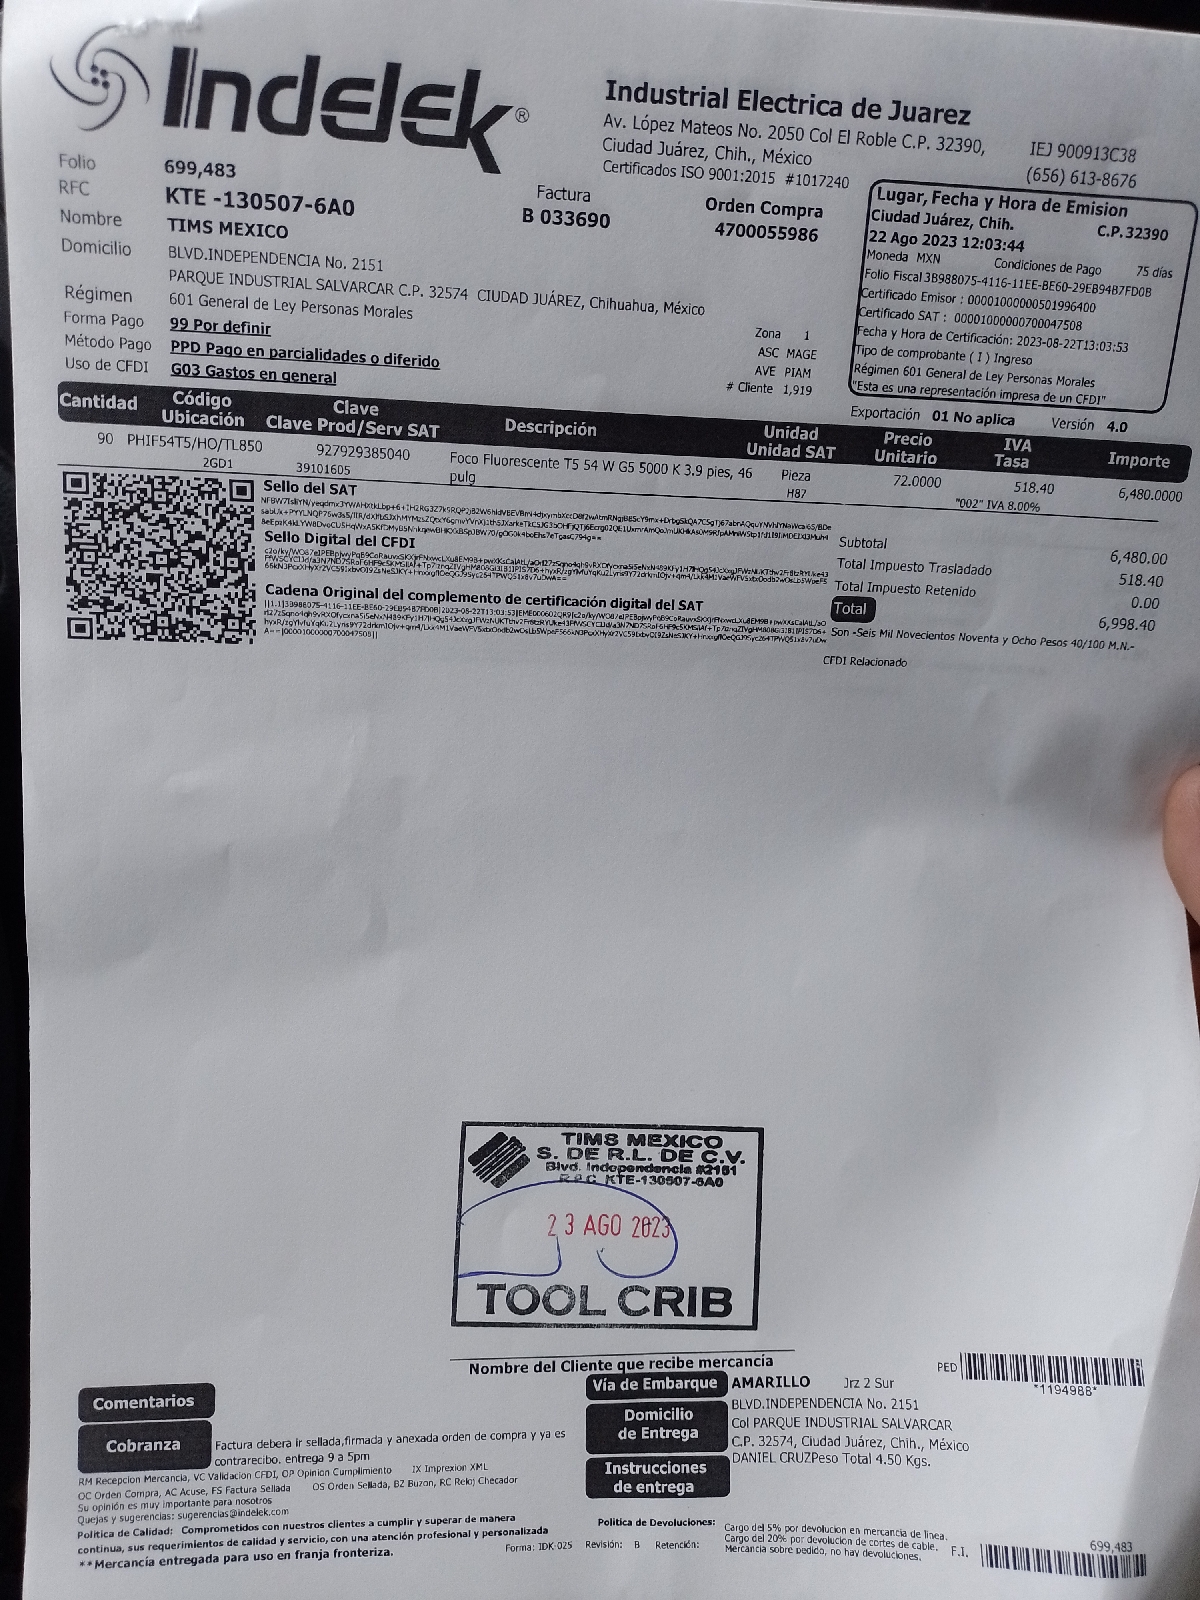 Indelek®
Industrial Electrica de Juarez
Av. López Mateos No. 2050 Col El Roble C.P. 32390,
Ciudad Juárez, Chih., México
Certificados ISO 9001:2015 #1017240
IEJ 900913C38
(656) 613-8676
Folio 699,483
RFC KTE -130507-6A0
Nombre TIMS MEXICO
Domicilio BLVD.INDEPENDENCIA No. 2151
PARQUE INDUSTRIAL SALVARCAR C.P. 32574 CIUDAD JUÁREZ, Chihuahua, México
Régimen 601 General de Ley Personas Morales
Forma Pago 99 Por definir
Método Pago PPD Pago en parcialidades o diferido
Uso de CFDI G03 Gastos en general
Factura
B 033690
Orden Compra
4700055986
Zona 1
ASC MAGE
AVE PIAM
# Cliente 1,919
Lugar, Fecha y Hora de Emision
Ciudad Juárez, Chih. C.P. 32390
22 Ago 2023 12:03:44
Moneda MXN Condiciones de Pago 75 días
Folio Fiscal 3B988075-4116-11EE-BE60-29EB94B7FD0B
Certificado Emisor : 00001000000501996400
Certificado SAT : 00001000000700047508
Fecha y Hora de Certificación: 2023-08-22T13:03:53
Tipo de comprobante ( I ) Ingreso
Régimen 601 General de Ley Personas Morales
"Esta es una representación impresa de un CFDI"
Exportación 01 No aplica Versión 4.0
Cantidad Código Ubicación Clave Clave Prod/Serv SAT Descripción Unidad Unidad SAT Precio Unitario IVA Tasa Importe
90 PHIF54T5/HO/TL850 927929385040 Foco Fluorescente T5 54 W G5 5000 K 3.9 pies, 46 Pieza 72.0000 518.40 6,480.0000
2GD1 39101605 pulg H87 "002" IVA 8.00%
Sello del SAT
Sello Digital del CFDI
Cadena Original del complemento de certificación digital del SAT
Subtotal 6,480.00
Total Impuesto Trasladado 518.40
Total Impuesto Retenido 0.00
Total 6,998.40
Son -Seis Mil Novecientos Noventa y Ocho Pesos 40/100 M.N.-
CFDI Relacionado
TIMS MEXICO
S. DE R.L. DE C.V.
Blvd. Independencia #2151
R.F.C. KTE-130507-6A0
23 AGO 2023
TOOL CRIB
Nombre del Cliente que recibe mercancía
PED *1194988*
Vía de Embarque AMARILLO Jrz 2 Sur
Domicilio de Entrega
BLVD.INDEPENDENCIA No. 2151
Col PARQUE INDUSTRIAL SALVARCAR
C.P. 32574, Ciudad Juárez, Chih., México
Instrucciones de entrega
DANIEL CRUZPeso Total 4.50 Kgs.
Comentarios
Cobranza
Factura debera ir sellada,firmada y anexada orden de compra y ya es
contrarecibo. entrega 9 a 5pm
RM Recepcion Mercancia, VC Validacion CFDI, OP Opinion Cumplimiento IX Impresion XML
OC Orden Compra, AC Acuse, FS Factura Sellada OS Orden Sellada, BZ Buzon, RC Reloj Checador
Su opinión es muy importante para nosotros
Quejas y sugerencias: sugerencias@indelek.com
Politica de Calidad: Comprometidos con nuestros clientes a cumplir y superar de manera
continua, sus requerimientos de calidad y servicio, con una atención profesional y personalizada
**Mercancía entregada para uso en franja fronteriza.
Forma: IDK-025 Revisión: B Retención:
Politica de Devoluciones:
Cargo del 5% por devolucion en mercancia de linea.
Cargo del 20% por devolucion de cortes de cable.
Mercancia sobre pedido, no hay devoluciones.
F.I. 699,483